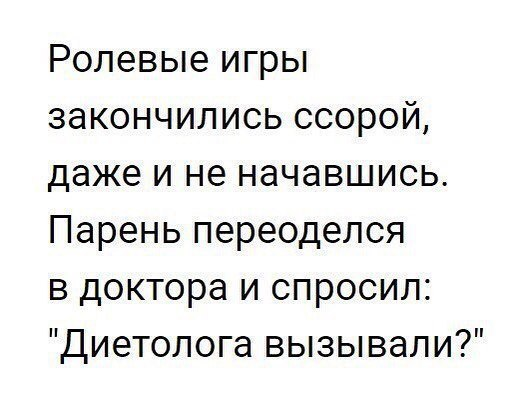 Ролевые игры
закончились ссорой,
даже и не начавшись.
Парень переоделся
в доктора и спросил:
"Диетолога вызывали?"